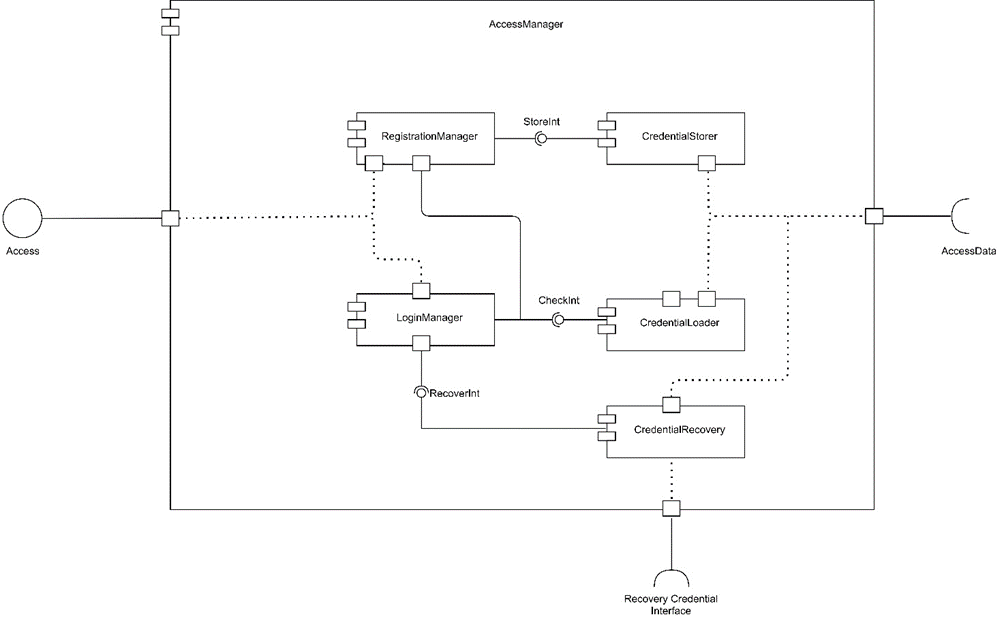 AccessManager
StoreInt
RegistrationManager
CredentialStorer
Access
AccessData
CheckInt
LoginManager
CredentialLoader
RecoverInt
CredentialRecovery
Recovery Credential
Interface